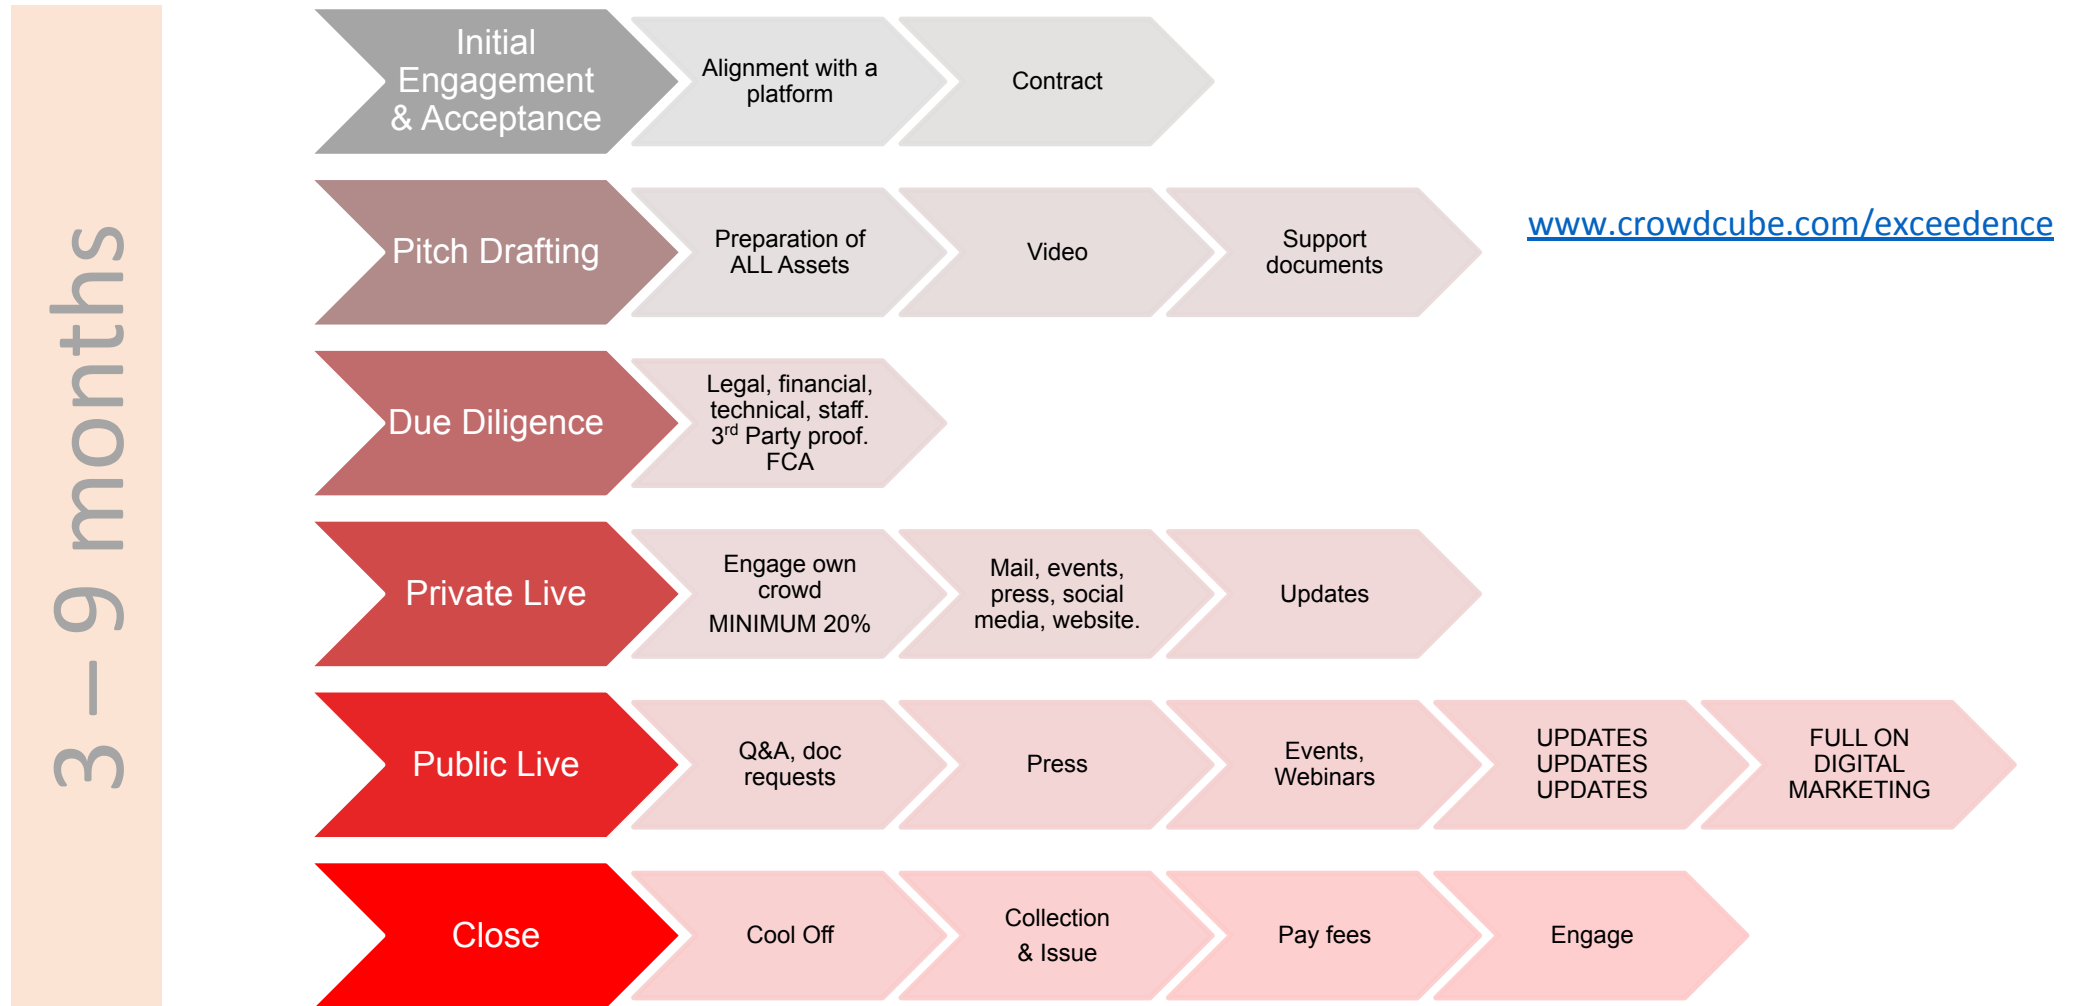 3 – 9 months
Initial
Engagement
& Acceptance
Alignment with a
platform
Contract
Pitch Drafting
Preparation of
ALL Assets
Video
Support
documents
www.crowdcube.com/exceedence
Due Diligence
Legal, financial,
technical, staff.
3rd Party proof.
FCA
Private Live
Engage own
crowd
MINIMUM 20%
Mail, events,
press, social
media, website.
Updates
Public Live
Q&A, doc
requests
Press
Events,
Webinars
UPDATES
UPDATES
UPDATES
FULL ON
DIGITAL
MARKETING
Close
Cool Off
Collection
& Issue
Pay fees
Engage